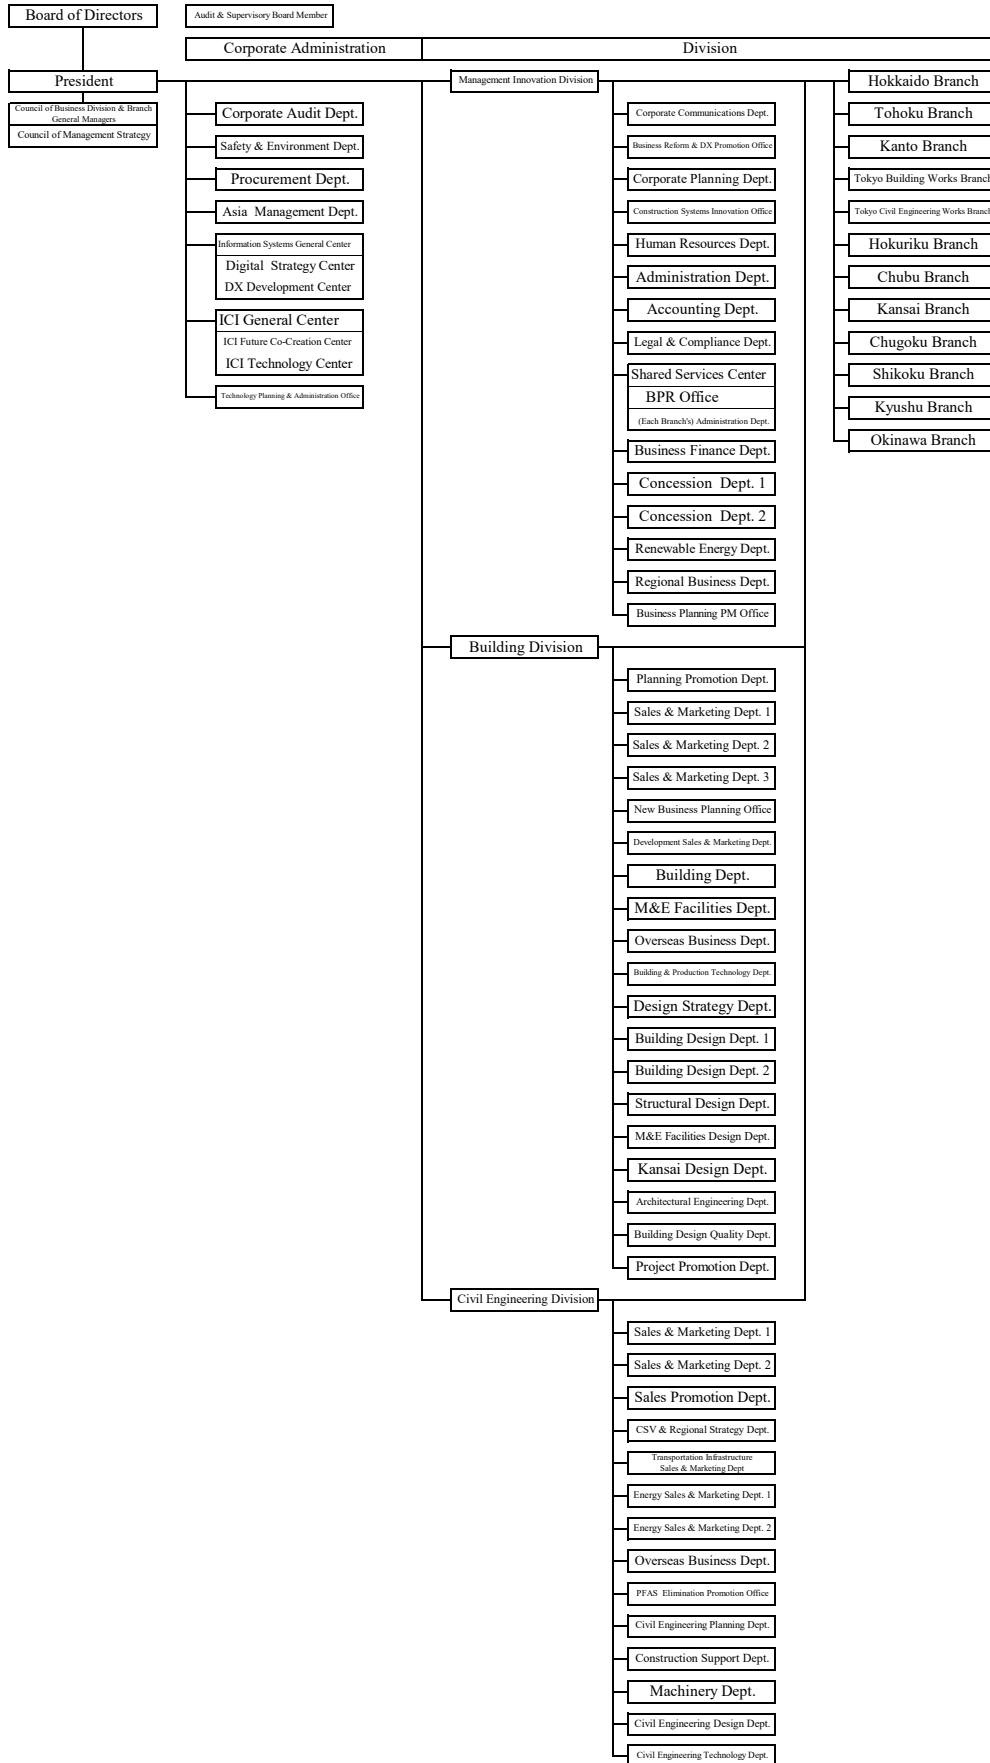 Board of Directors
Audit & Supervisory Board Member
Corporate Administration
Division
President
Council of Business Division & Branch
General Managers
Council of Management Strategy
Corporate Audit Dept.
Safety & Environment Dept.
Procurement Dept.
Asia Management Dept.
Information Systems General Center
Digital Strategy Center
DX Development Center
ICI General Center
ICI Future Co-Creation Center
ICI Technology Center
Technology Planning & Administration Office
Management Innovation Division
Corporate Communications Dept.
Business Reform & DX Promotion Office
Corporate Planning Dept.
Construction Systems Innovation Office
Human Resources Dept.
Administration Dept.
Accounting Dept.
Legal & Compliance Dept.
Shared Services Center
BPR Office
(Each Branch's) Administration Dept.
Business Finance Dept.
Concession Dept. 1
Concession Dept. 2
Renewable Energy Dept.
Regional Business Dept.
Business Planning PM Office
Building Division
Planning Promotion Dept.
Sales & Marketing Dept. 1
Sales & Marketing Dept. 2
Sales & Marketing Dept. 3
New Business Planning Office
Development Sales & Marketing Dept.
Building Dept.
M&E Facilities Dept.
Overseas Business Dept.
Building & Production Technology Dept.
Design Strategy Dept.
Building Design Dept. 1
Building Design Dept. 2
Structural Design Dept.
M&E Facilities Design Dept.
Kansai Design Dept.
Architectural Engineering Dept.
Building Design Quality Dept.
Project Promotion Dept.
Civil Engineering Division
Sales & Marketing Dept. 1
Sales & Marketing Dept. 2
Sales Promotion Dept.
CSV & Regional Strategy Dept.
Transportation Infrastructure
Sales & Marketing Dept
Energy Sales & Marketing Dept. 1
Energy Sales & Marketing Dept. 2
Overseas Business Dept.
PFAS Elimination Promotion Office
Civil Engineering Planning Dept.
Construction Support Dept.
Machinery Dept.
Civil Engineering Design Dept.
Civil Engineering Technology Dept.
Hokkaido Branch
Tohoku Branch
Kanto Branch
Tokyo Building Works Branch
Tokyo Civil Engineering Works Branch
Hokuriku Branch
Chubu Branch
Kansai Branch
Chugoku Branch
Shikoku Branch
Kyushu Branch
Okinawa Branch